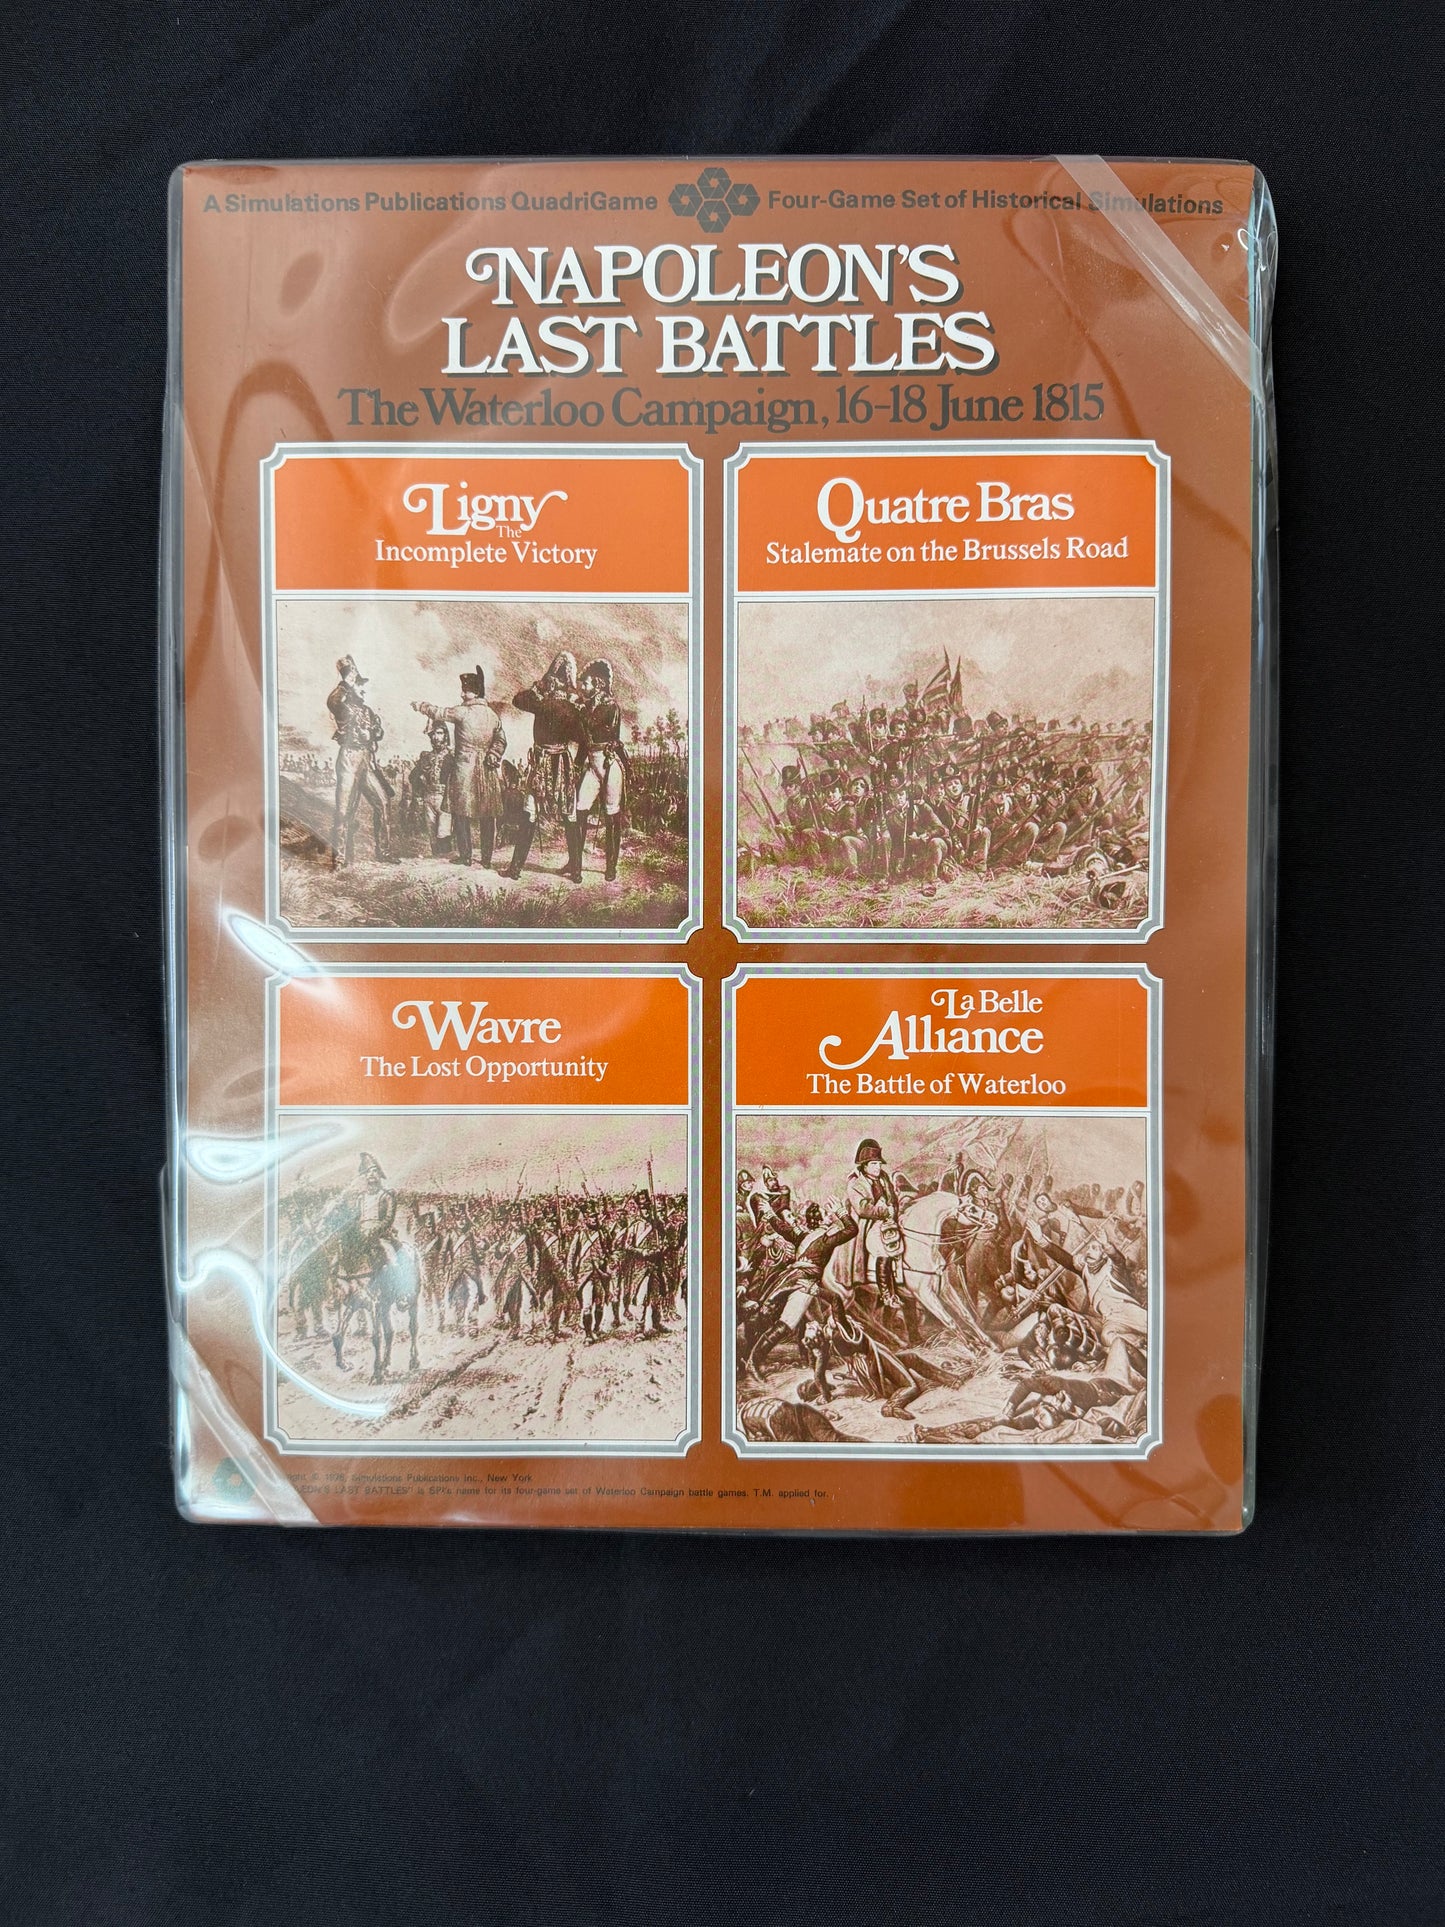 A Simulations Publications QuadriGame Four-Game Set of Historical Simulations
NAPOLEON'S
LAST BATTLES
The Waterloo Campaign, 16-18 June 1815
Ligny
The
Incomplete Victory
Quatre Bras
Stalemate on the Brussels Road
Wavre
The Lost Opportunity
La Belle
Alliance
The Battle of Waterloo
© 1976, Simulations Publications Inc., New York
LAST BATTLES" is SPI's name for its four-game set of Waterloo Campaign battle games. T.M. applied for.